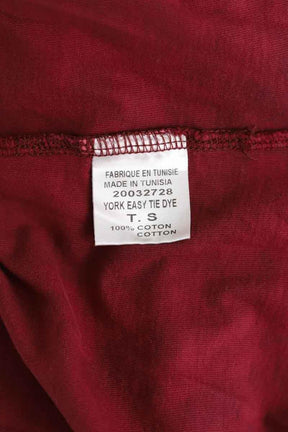 FABRIQUE EN TUNISIE
MADE IN TUNISIA
20032728
YORK EASY TIE DYE
T. S
100% COTON
COTTON